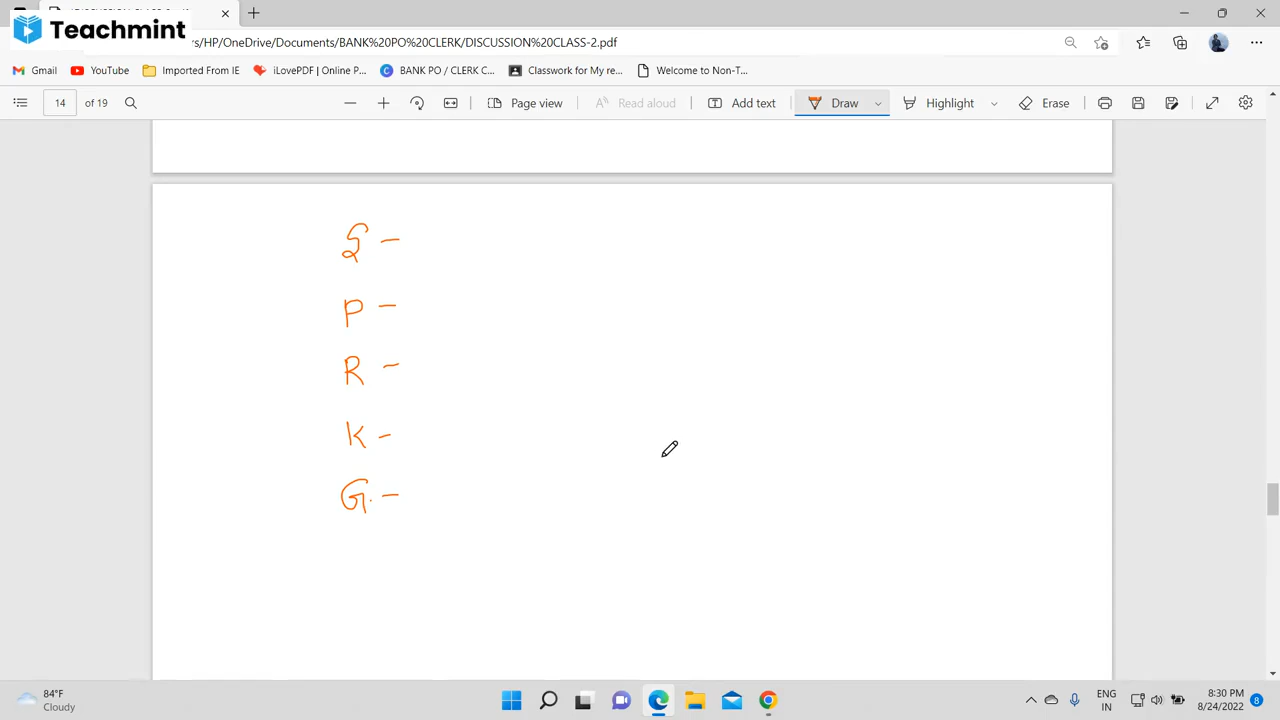 Teachmint
rs/HP/OneDrive/Documents/BANK%20PO%20CLERK/DISCUSSION%20CLASS-2.pdf
Gmail YouTube Imported From IE iLovePDF | Online P... BANK PO / CLERK C... Classwork for My re... Welcome to Non-T...
14 of 19 Page view Read aloud Add text Draw Highlight Erase
S -
P -
R -
K -
G. -
84°F
Cloudy
ENG
IN
8:30 PM
8/24/2022
8